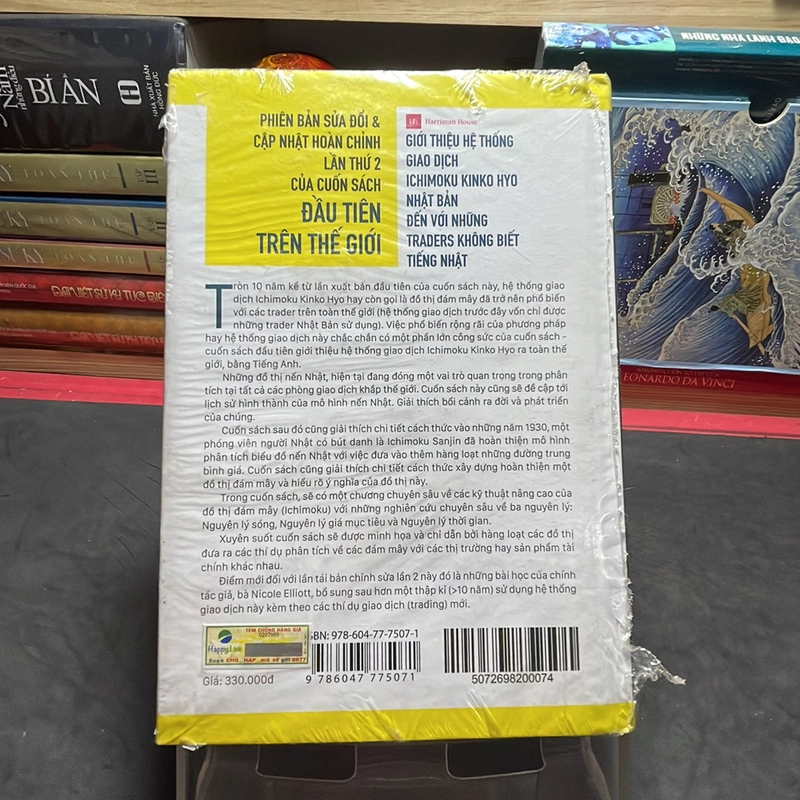 PHIÊN BẢN SỬA ĐỔI &
CẬP NHẬT HOÀN CHỈNH
LẦN THỨ 2
CỦA CUỐN SÁCH
ĐẦU TIÊN
TRÊN THẾ GIỚI
Harriman House
GIỚI THIỆU HỆ THỐNG
GIAO DỊCH
ICHIMOKU KINKO HYO
NHẬT BẢN
ĐẾN VỚI NHỮNG
TRADERS KHÔNG BIẾT
TIẾNG NHẬT
Tròn 10 năm kể từ lần xuất bản đầu tiên của cuốn sách này, hệ thống giao
dịch Ichimoku Kinko Hyo hay còn gọi là đồ thị đám mây đã trở nên phổ biến
với các trader trên toàn thế giới (hệ thống giao dịch trước đây vốn chỉ được
những trader Nhật Bản sử dụng). Việc phổ biến rộng rãi của phương pháp
hay hệ thống giao dịch này chắc chắn có một phần lớn công sức của cuốn sách –
cuốn sách đầu tiên giới thiệu hệ thống giao dịch Ichimoku Kinko Hyo ra toàn thế
giới, bằng Tiếng Anh.
Những đồ thị nến Nhật, hiện tại đang đóng một vai trò quan trọng trong phân
tích tại tất cả các phòng giao dịch khắp thế giới. Cuốn sách này cũng sẽ đề cập tới
lịch sử hình thành của mô hình nến Nhật. Giải thích bối cảnh ra đời và phát triển
của chúng.
Cuốn sách sau đó cũng giải thích chi tiết cách thức vào những năm 1930, một
phóng viên người Nhật có bút danh là Ichimoku Sanjin đã hoàn thiện mô hình
phân tích biểu đồ nến Nhật với việc đưa vào thêm hàng loạt những đường trung
bình giá. Cuốn sách cũng giải thích chi tiết cách thức xây dựng hoàn thiện một
đồ thị đám mây và hiểu rõ ý nghĩa của đồ thị này.
Trong cuốn sách, sẽ có một chương chuyên sâu về các kỹ thuật nâng cao của
đồ thị đám mây (Ichimoku) với những nghiên cứu chuyên sâu về ba nguyên lý:
Nguyên lý sóng, Nguyên lý giá mục tiêu và Nguyên lý thời gian.
Xuyên suốt cuốn sách sẽ được minh họa và chỉ dẫn bởi hàng loạt các đồ thị
đưa ra các thí dụ phân tích về các đám mây với các thị trường hay sản phẩm tài
chính khác nhau.
Điểm mới đối với lần tái bản chỉnh sửa lần 2 này đó là những bài học của chính
tác giả, bà Nicole Elliott, bổ sung sau hơn một thập kỉ (>10 năm) sử dụng hệ thống
giao dịch này kèm theo các thí dụ giao dịch (trading) mới.
TEM CHỐNG HÀNG GIẢ
Happy.Live
ISBN: 978-604-77-7507-1
9 786047 775071
5072698200074
Giá: 330.000đ
BÍ ẨN
NHÀ XUẤT BẢN
HỒNG ĐỨC
NHỮNG NHÀ LÃNH ĐẠO
LEONARDO DA VINCI